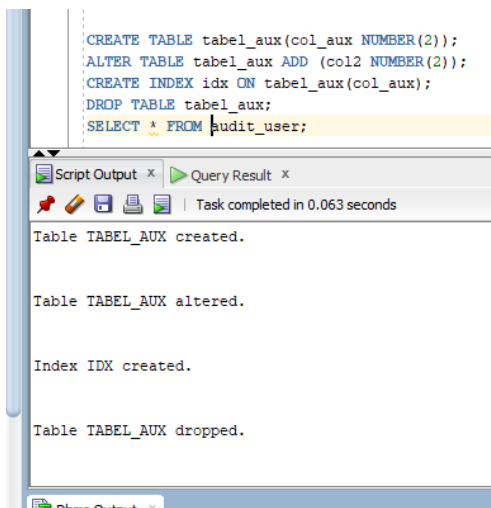 CREATE TABLE tabel_aux(col_aux NUMBER(2));
ALTER TABLE tabel_aux ADD (col2 NUMBER(2));
CREATE INDEX idx ON tabel_aux(col_aux);
DROP TABLE tabel_aux;
SELECT * FROM audit_user;
Script Output x Query Result x
Task completed in 0.063 seconds
Table TABEL_AUX created.
Table TABEL_AUX altered.
Index IDX created.
Table TABEL_AUX dropped.
Output